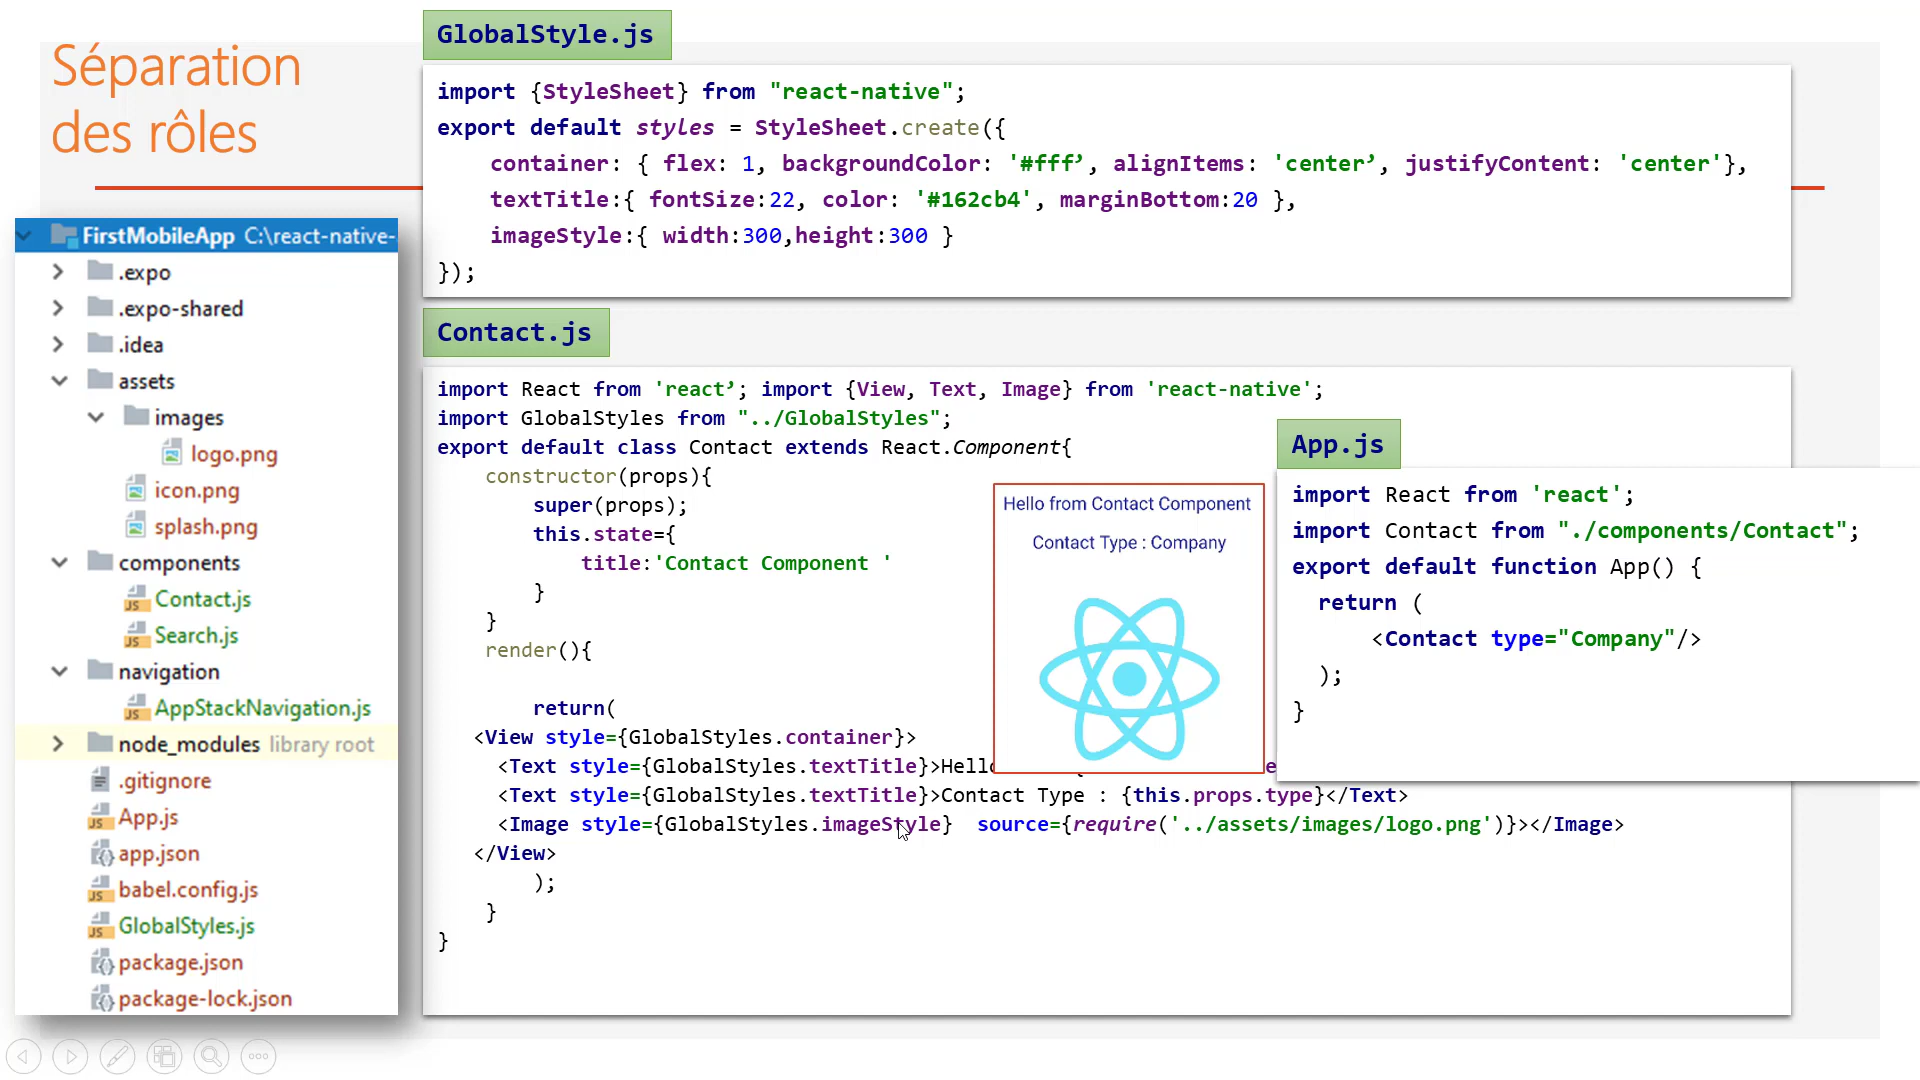 Séparation
des rôles
FirstMobileApp C:\react-native-
.expo
.expo-shared
.idea
assets
images
logo.png
icon.png
splash.png
components
Contact.js
Search.js
navigation
AppStackNavigation.js
node_modules library root
.gitignore
App.js
app.json
babel.config.js
GlobalStyles.js
package.json
package-lock.json
GlobalStyle.js
import {StyleSheet} from "react-native";
export default styles = StyleSheet.create({
container: { flex: 1, backgroundColor: '#fff’, alignItems: 'center’, justifyContent: 'center'},
textTitle:{ fontSize:22, color: '#162cb4', marginBottom:20 },
imageStyle:{ width:300,height:300 }
});
Contact.js
import React from 'react’; import {View, Text, Image} from 'react-native';
import GlobalStyles from "../GlobalStyles";
export default class Contact extends React.Component{
constructor(props){
super(props);
this.state={
title:'Contact Component '
}
}
render(){
return(
<View style={GlobalStyles.container}>
<Text style={GlobalStyles.textTitle}>Hello
<Text style={GlobalStyles.textTitle}>Contact Type : {this.props.type}</Text>
<Image style={GlobalStyles.imageStyle} source={require('../assets/images/logo.png')}></Image>
</View>
);
}
}
Hello from Contact Component
Contact Type : Company
App.js
import React from 'react';
import Contact from "./components/Contact";
export default function App() {
return (
<Contact type="Company"/>
);
}